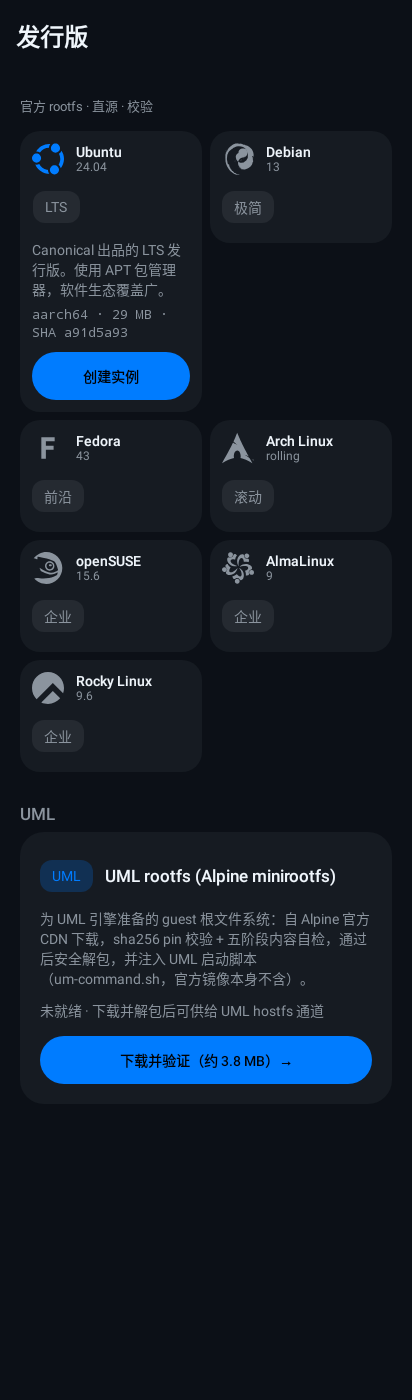 发行版
官方 rootfs · 直源 · 校验
Ubuntu
24.04
LTS
Canonical 出品的 LTS 发
行版。使用 APT 包管理
器，软件生态覆盖广。
aarch64 · 29 MB ·
SHA a91d5a93
创建实例
Debian
13
极简
Fedora
43
前沿
Arch Linux
rolling
滚动
openSUSE
15.6
企业
AlmaLinux
9
企业
Rocky Linux
9.6
企业
UML
UML
UML rootfs (Alpine minirootfs)
为 UML 引擎准备的 guest 根文件系统：自 Alpine 官方
CDN 下载，sha256 pin 校验 + 五阶段内容自检，通过
后安全解包，并注入 UML 启动脚本
（um-command.sh，官方镜像本身不含）。
未就绪 · 下载并解包后可供给 UML hostfs 通道
下载并验证（约 3.8 MB）→